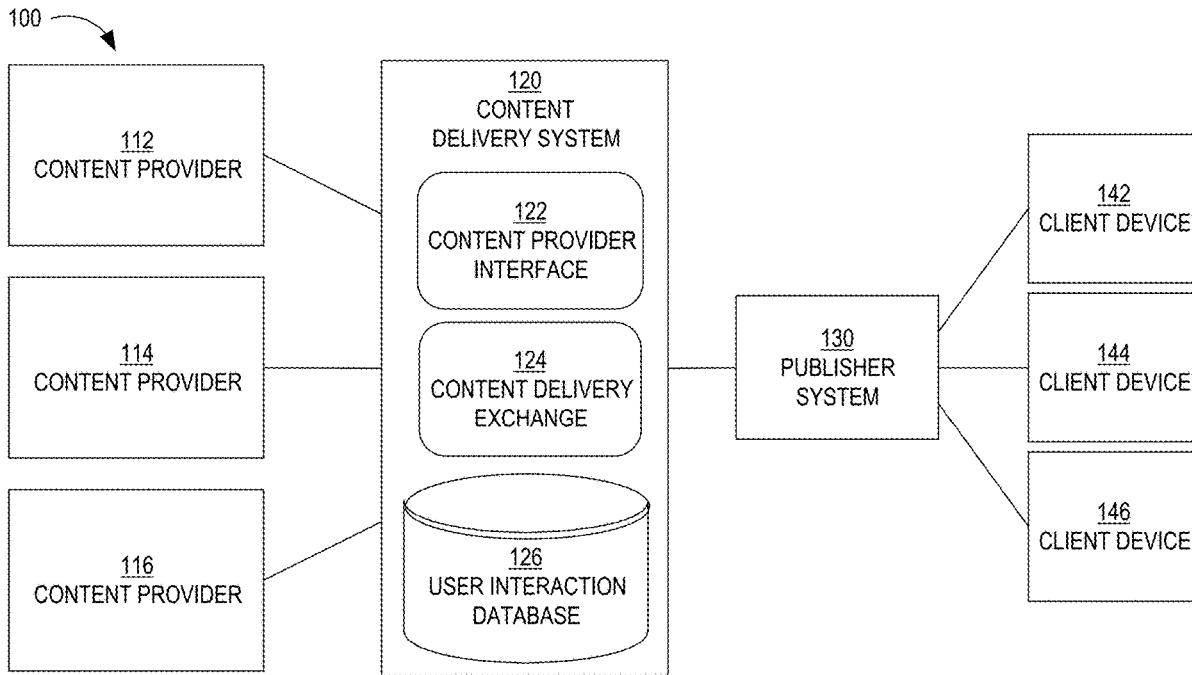 100
112
CONTENT PROVIDER
114
CONTENT PROVIDER
116
CONTENT PROVIDER
120
CONTENT
DELIVERY SYSTEM
122
CONTENT PROVIDER
INTERFACE
124
CONTENT DELIVERY
EXCHANGE
126
USER INTERACTION
DATABASE
130
PUBLISHER
SYSTEM
142
CLIENT DEVICE
144
CLIENT DEVICE
146
CLIENT DEVICE